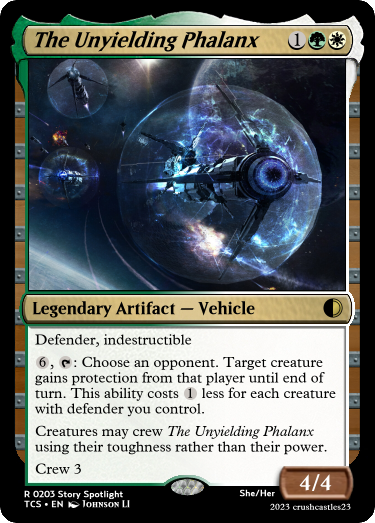 The Unyielding Phalanx 1
Legendary Artifact — Vehicle
Defender, indestructible
6, : Choose an opponent. Target creature
gains protection from that player until end of
turn. This ability costs 1 less for each creature
with defender you control.
Creatures may crew The Unyielding Phalanx
using their toughness rather than their power.
Crew 3
4/4
R 0203 Story Spotlight
TCS • EN JOHNSON LI
She/Her
2023 crushcastles23